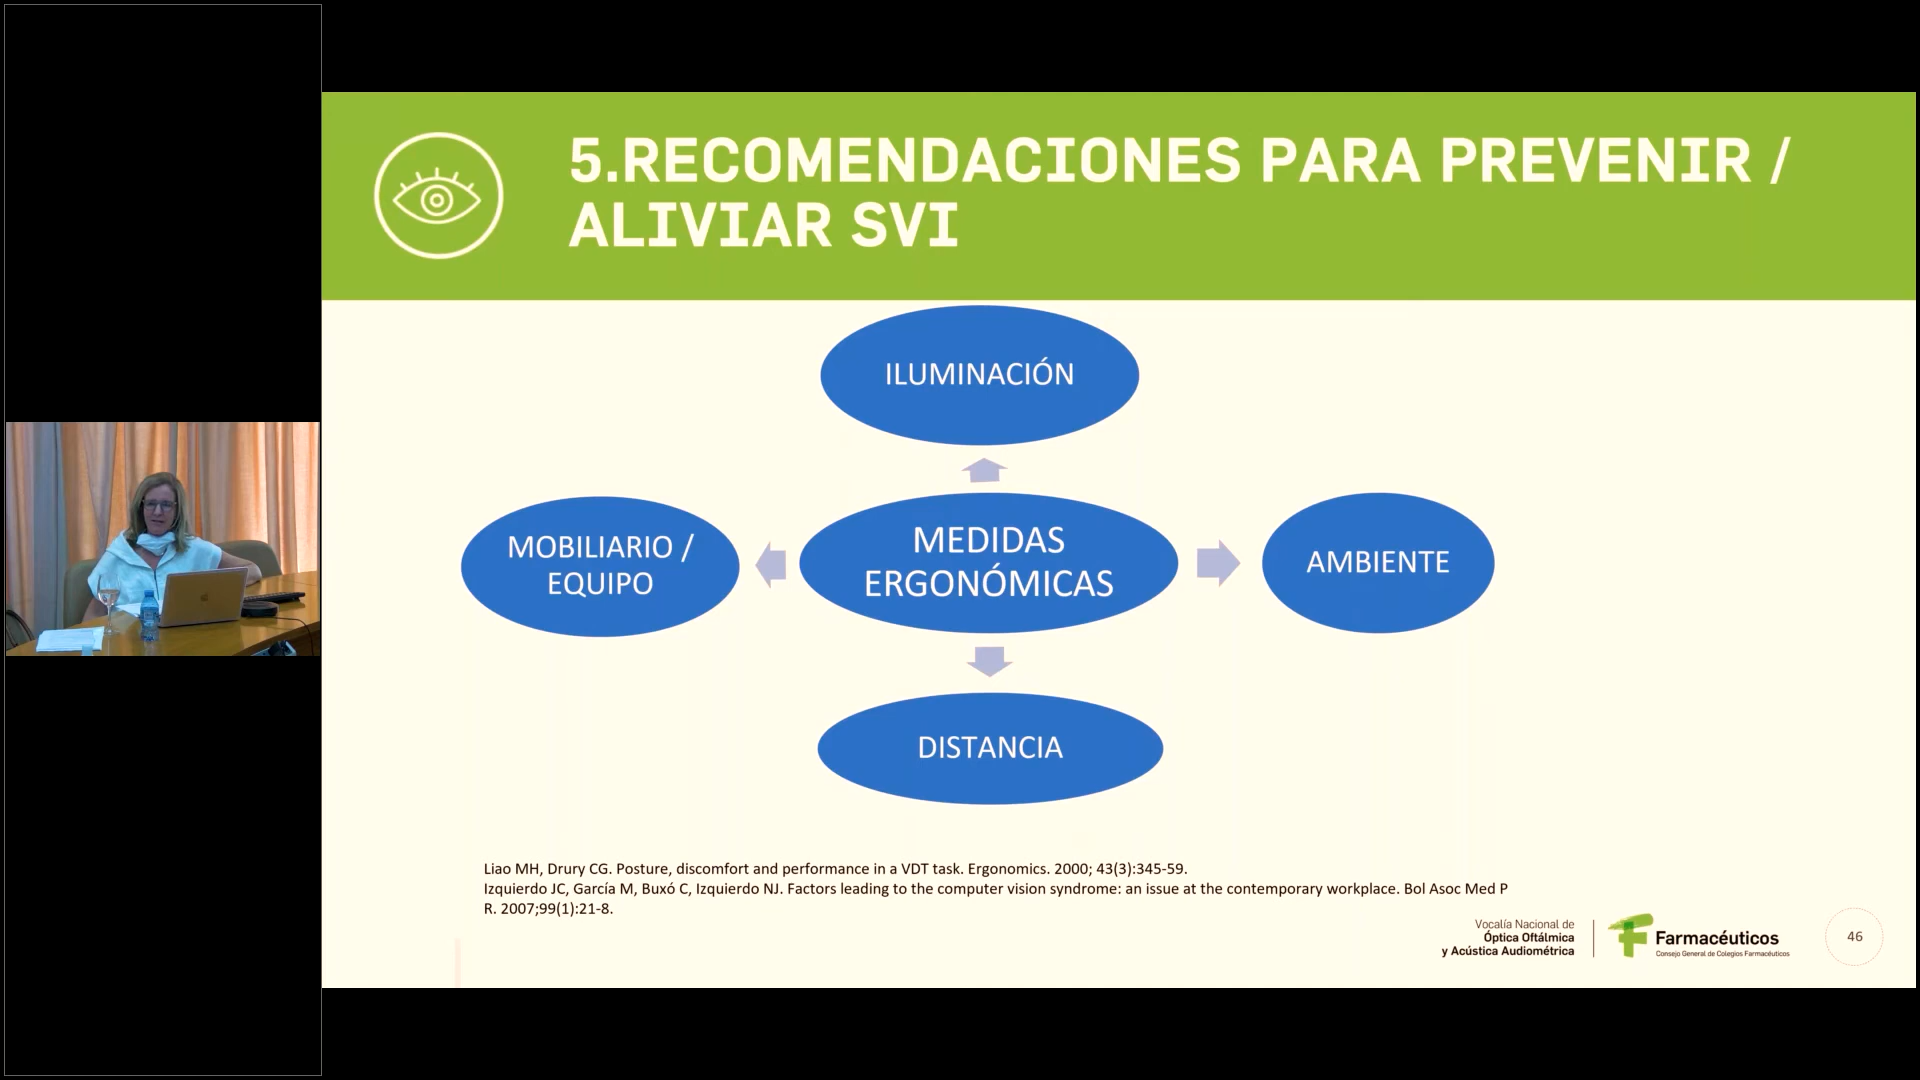 5.RECOMENDACIONES PARA PREVENIR /
ALIVIAR SVI
ILUMINACIÓN
MOBILIARIO /
EQUIPO
MEDIDAS
ERGONÓMICAS
AMBIENTE
DISTANCIA
Liao MH, Drury CG. Posture, discomfort and performance in a VDT task. Ergonomics. 2000; 43(3):345-59.
Izquierdo JC, García M, Buxó C, Izquierdo NJ. Factors leading to the computer vision syndrome: an issue at the contemporary workplace. Bol Asoc Med P
R. 2007;99(1):21-8.
Vocalía Nacional de
Óptica Oftálmica
y Acústica Audiométrica
Farmacéuticos
Consejo General de Colegios Farmacéuticos
46